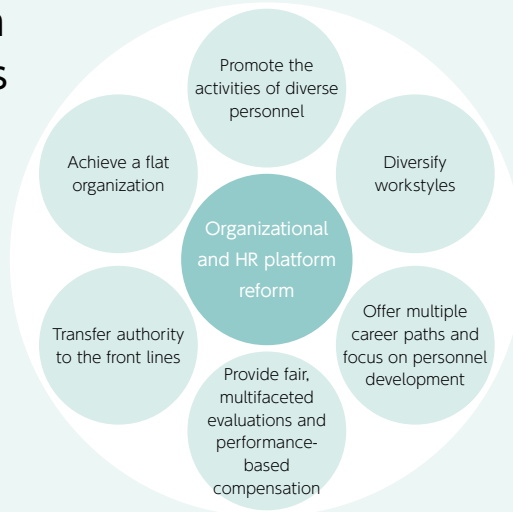 Promote the
activities of diverse
personnel
Achieve a flat
organization
Diversify
workstyles
Organizational
and HR platform
reform
Transfer authority
to the front lines
Offer multiple
career paths and
focus on personnel
development
Provide fair,
multifaceted
evaluations and
performance-
based
compensation